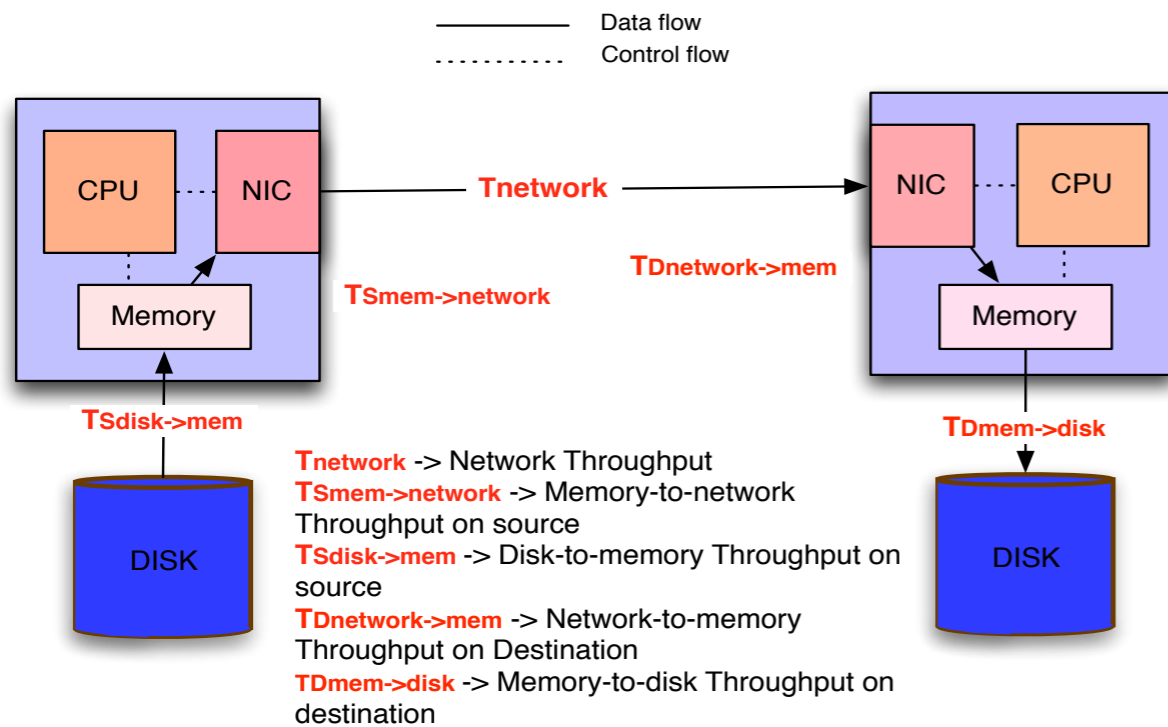 Data flow
Control flow
CPU
NIC
Tnetwork
NIC
CPU
TDnetwork->mem
TSmem->network
Memory
Memory
TSdisk->mem
TDmem->disk
Tnetwork -> Network Throughput
TSmem->network -> Memory-to-network
Throughput on source
TSdisk->mem -> Disk-to-memory Throughput on
source
TDnetwork->mem -> Network-to-memory
Throughput on Destination
TDmem->disk -> Memory-to-disk Throughput on
destination
DISK
DISK